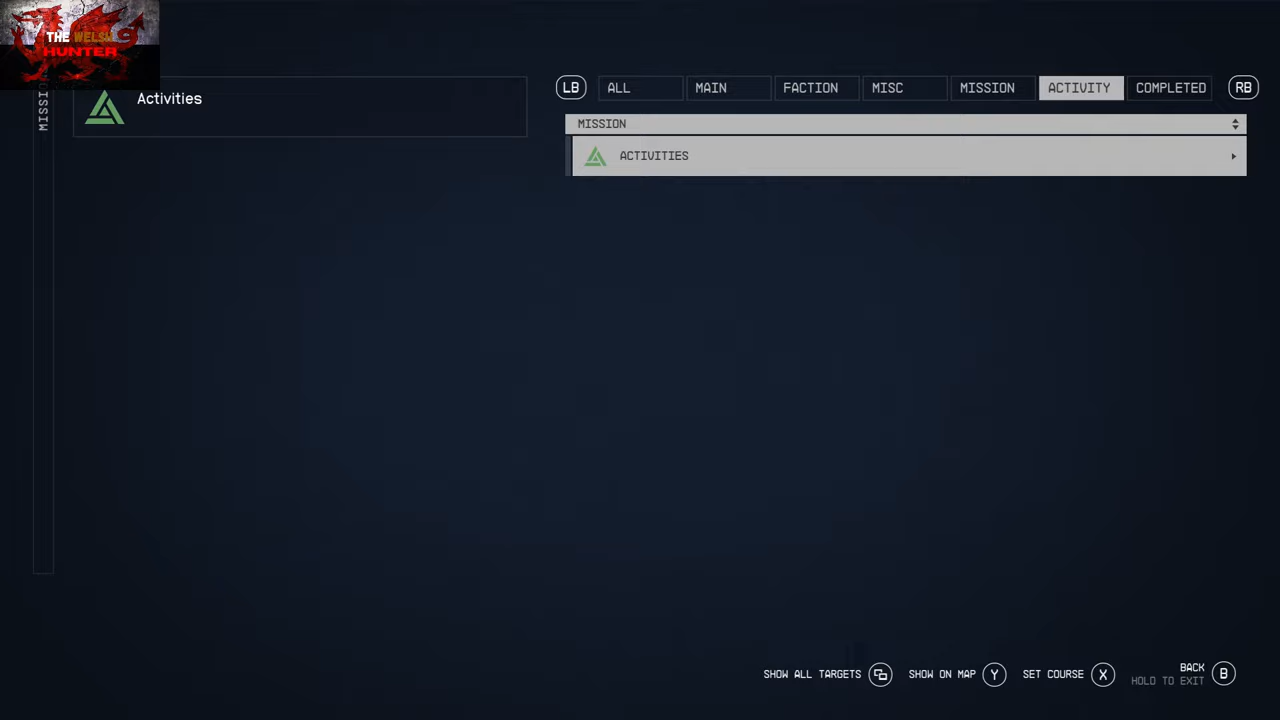 THE WELSH
HUNTER
MISSIO
Activities
LB ALL MAIN FACTION MISC MISSION ACTIVITY COMPLETED RB
MISSION
ACTIVITIES
SHOW ALL TARGETS SHOW ON MAP Y SET COURSE X BACK B
HOLD TO EXIT